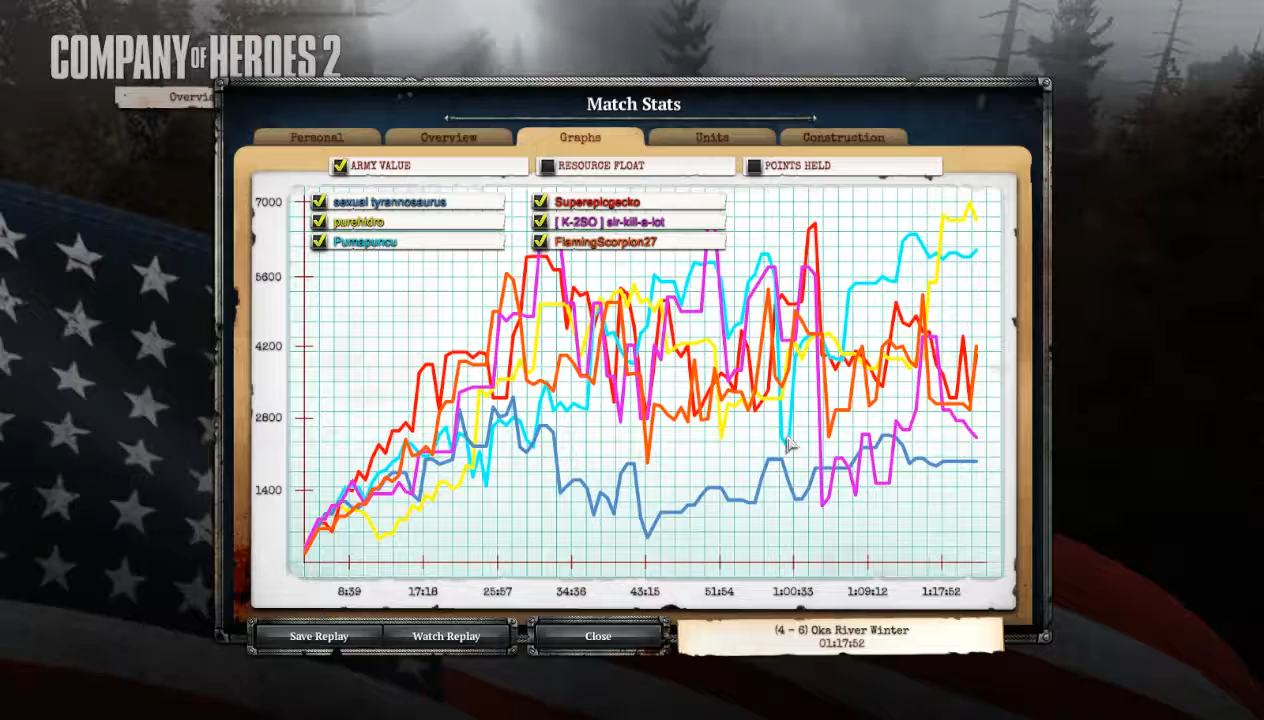 COMPANY OF HEROES 2
Overvie
Match Stats
Personal
Overview
Graphs
Units
Construction
ARMY VALUE
RESOURCE FLOAT
POINTS HELD
sexual tyrannosaurus
Superepicgecko
purehidro
[ K-2SO ] sir-kill-a-lot
Pumapuncu
FlamingScorpion27
7000
5600
4200
2800
1400
8:39
17:18
25:57
34:36
43:15
51:54
1:00:33
1:09:12
1:17:52
Save Replay
Watch Replay
Close
(4 - 6) Oka River Winter
01:17:52